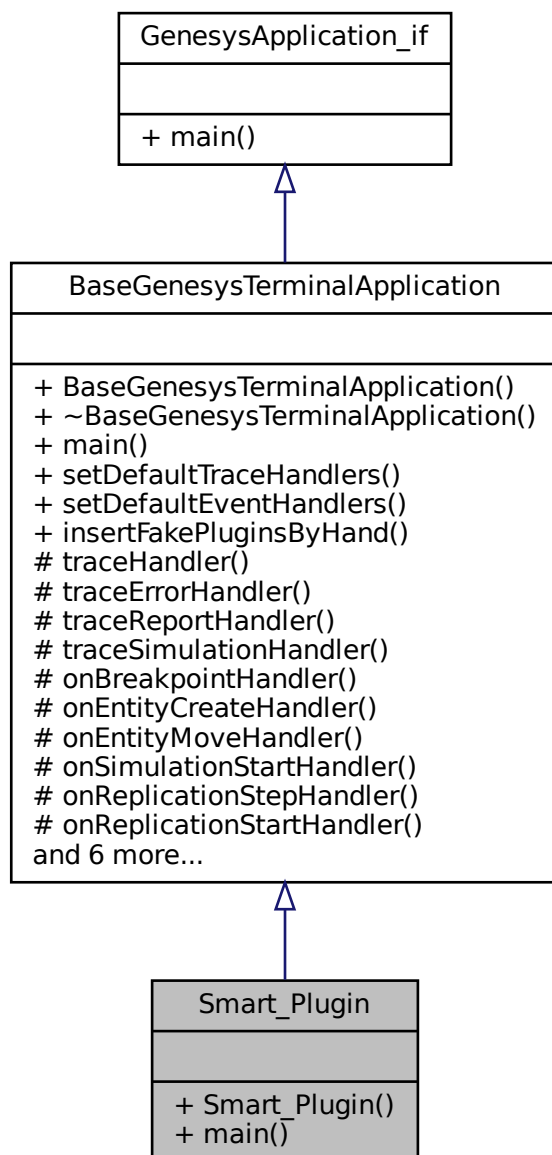 GenesysApplication_if
+ main()
BaseGenesysTerminalApplication
+ BaseGenesysTerminalApplication()
+ ~BaseGenesysTerminalApplication()
+ main()
+ setDefaultTraceHandlers()
+ setDefaultEventHandlers()
+ insertFakePluginsByHand()
# traceHandler()
# traceErrorHandler()
# traceReportHandler()
# traceSimulationHandler()
# onBreakpointHandler()
# onEntityCreateHandler()
# onEntityMoveHandler()
# onSimulationStartHandler()
# onReplicationStepHandler()
# onReplicationStartHandler()
and 6 more...
Smart_Plugin
+ Smart_Plugin()
+ main()